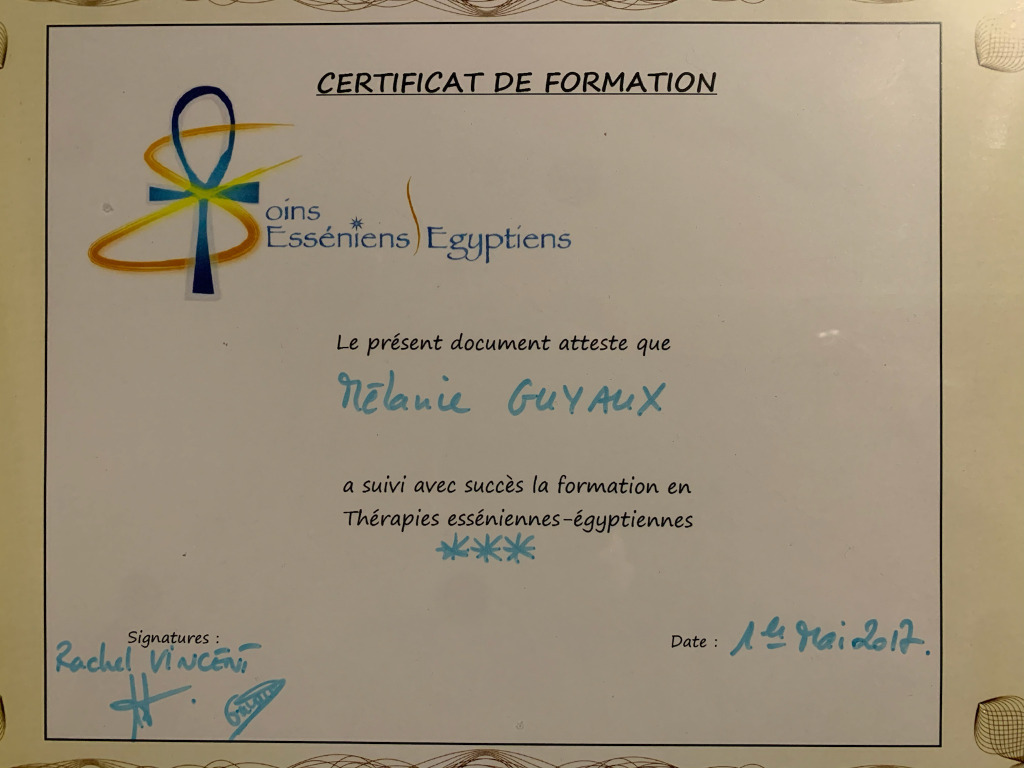 CERTIFICAT DE FORMATION
Soins
Esséniens Egyptiens
Le présent document atteste que
Mélanie GUYAUX
a suivi avec succès la formation en
Thérapies esséniennes-égyptiennes
Signatures :
Rachel VINCENT
Date : 1er Mai 2017.